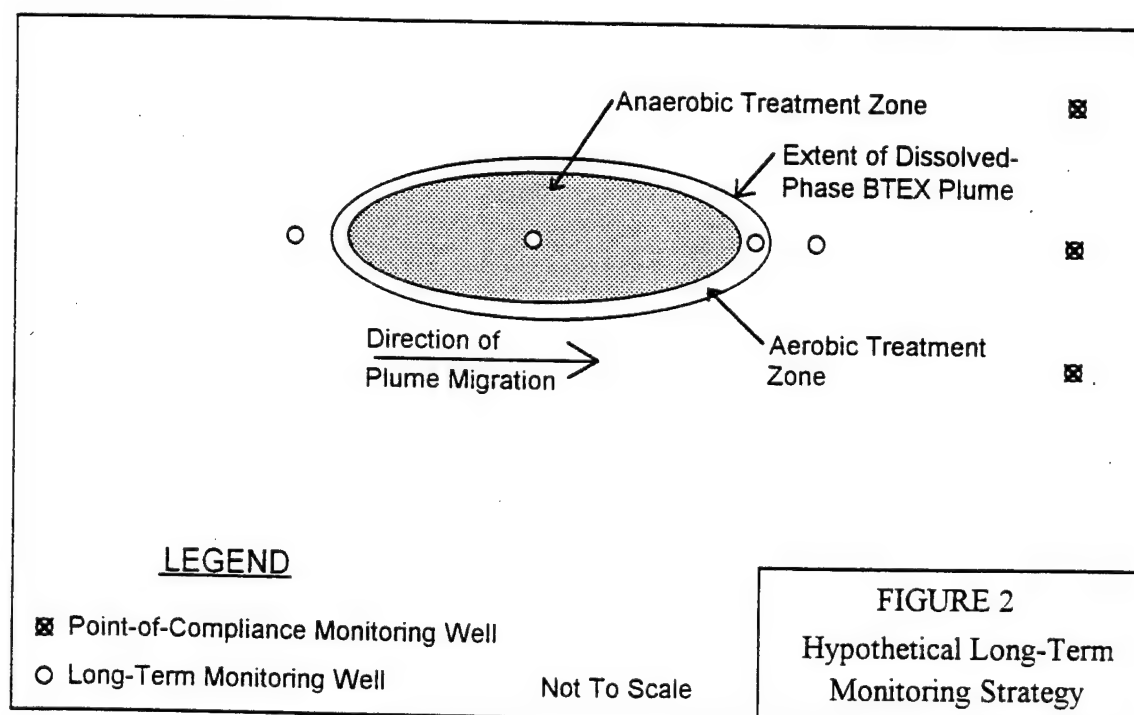 Anaerobic Treatment Zone
Extent of Dissolved-
Phase BTEX Plume
Direction of
Plume Migration
Aerobic Treatment
Zone
LEGEND
Point-of-Compliance Monitoring Well
Long-Term Monitoring Well
Not To Scale
FIGURE 2
Hypothetical Long-Term
Monitoring Strategy